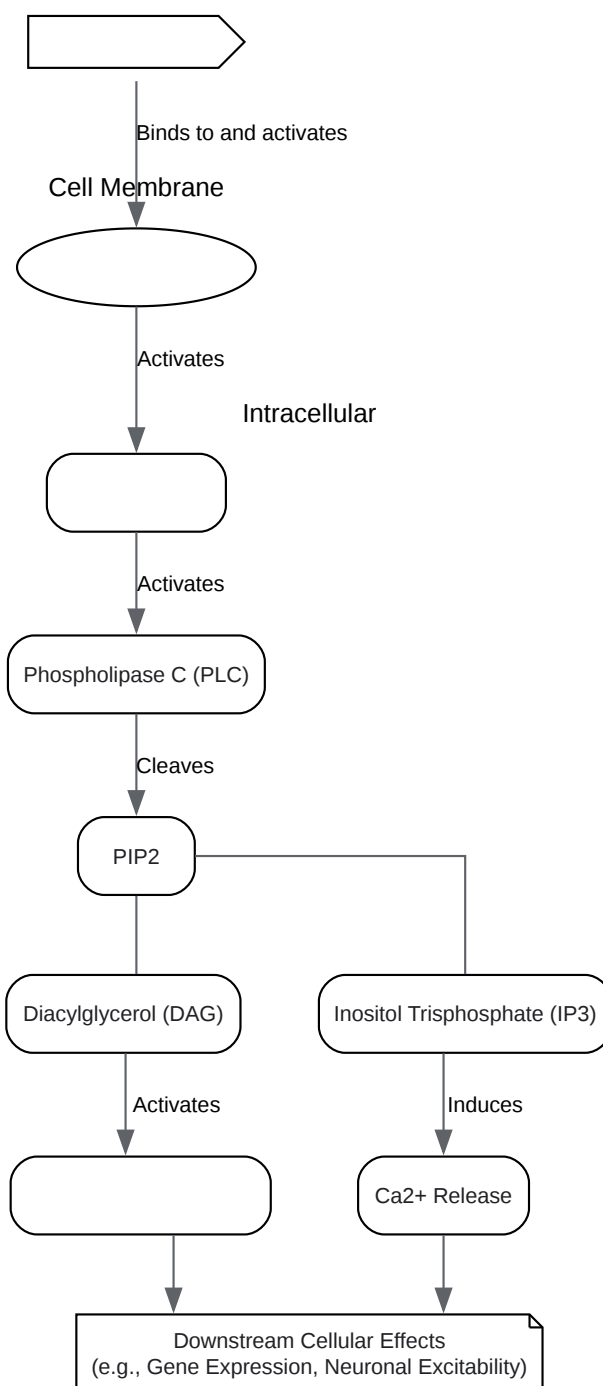 Binds to and activates
Cell Membrane
Activates
Intracellular
Activates
Phospholipase C (PLC)
Cleaves
PIP2
Diacylglycerol (DAG)
Inositol Trisphosphate (IP3)
Activates
Induces
Ca2+ Release
Downstream Cellular Effects
(e.g., Gene Expression, Neuronal Excitability)